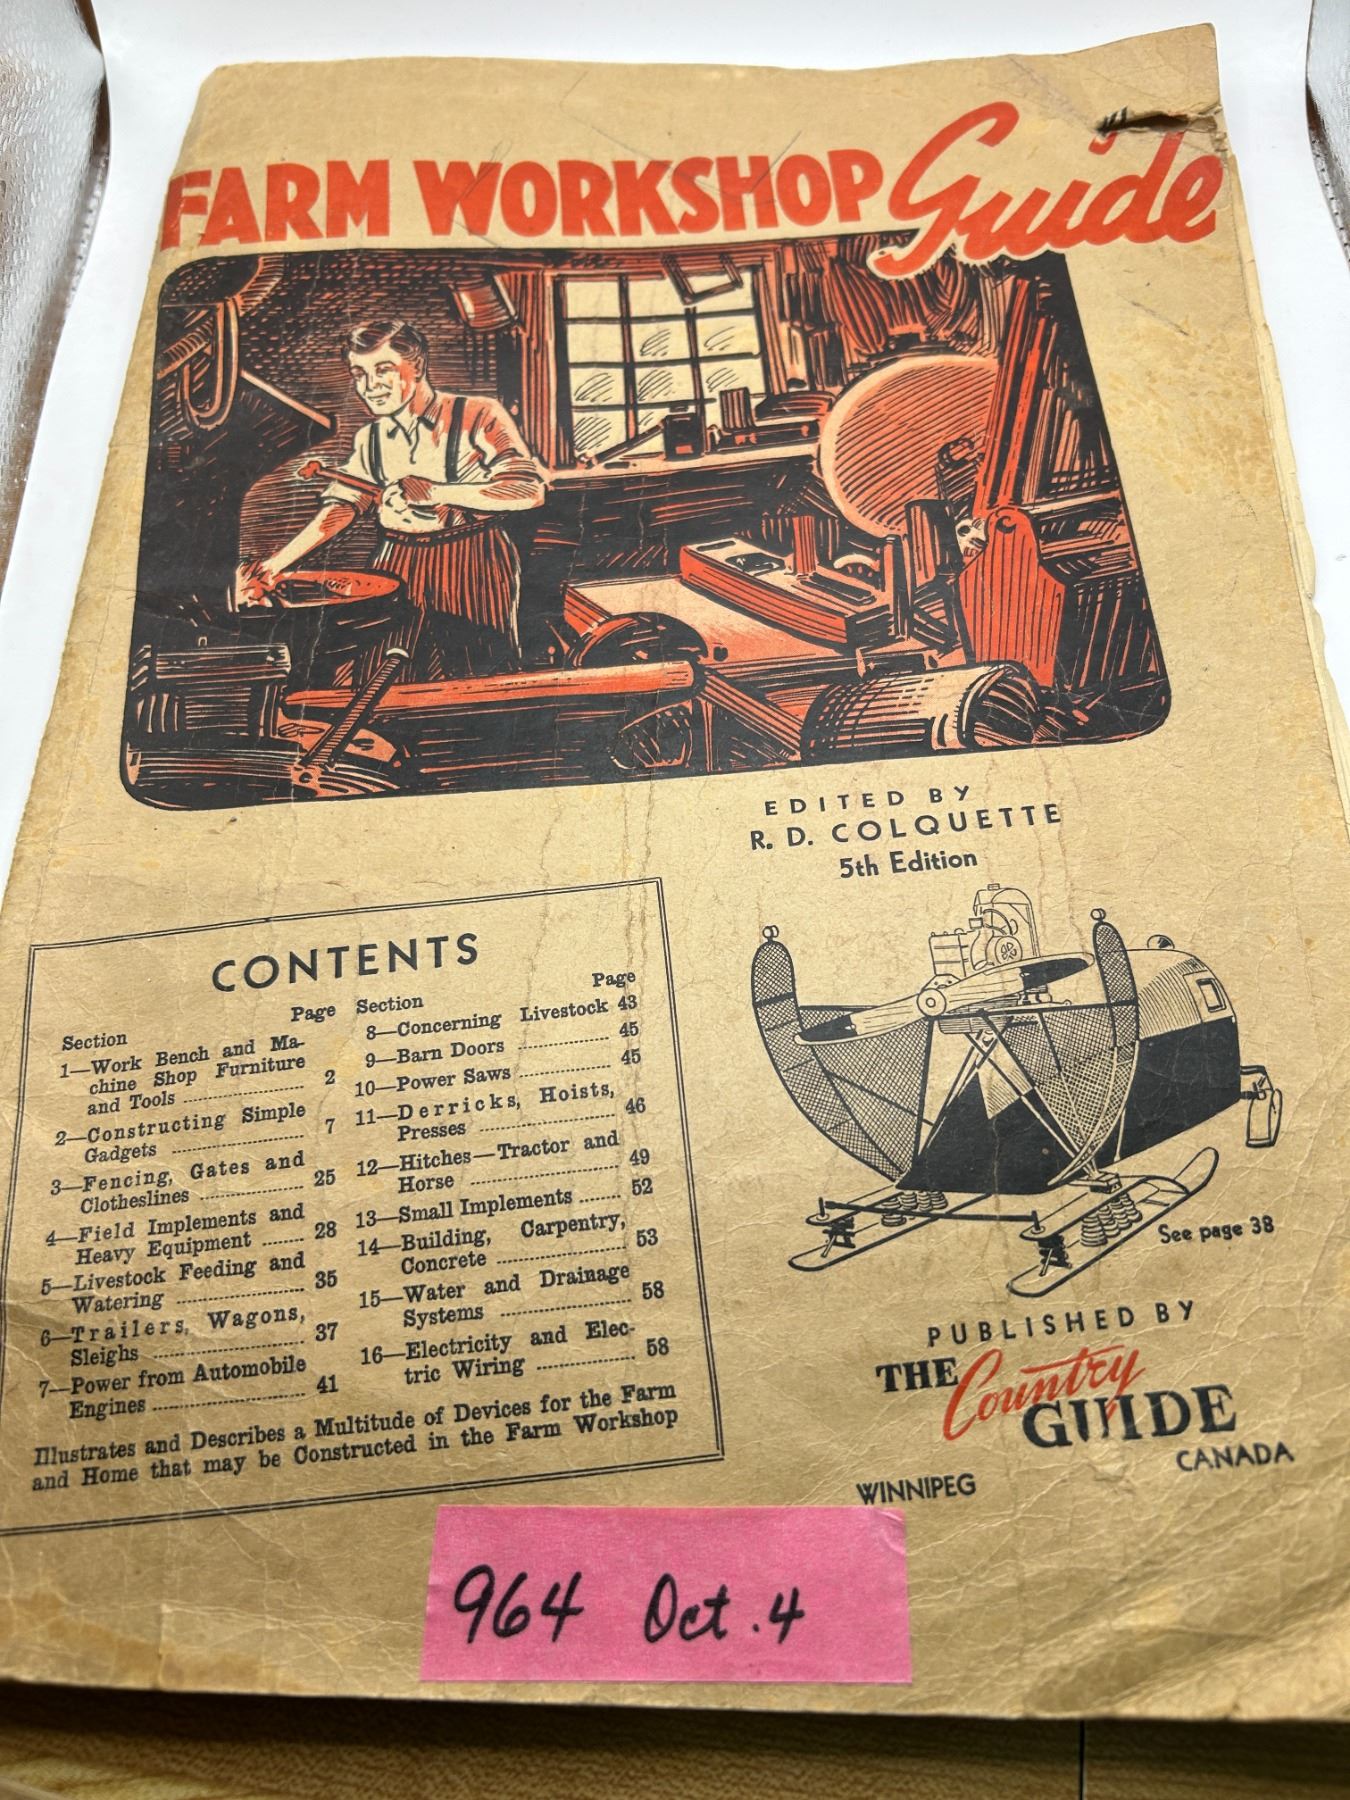 FARM WORKSHOP Guide
EDITED BY
R. D. COLQUETTE
5th Edition
CONTENTS
Section Page
1—Work Bench and Ma-
chine Shop Furniture
and Tools 2
2—Constructing Simple
Gadgets 7
3—Fencing, Gates and
Clotheslines 25
4—Field Implements and
Heavy Equipment 28
5—Livestock Feeding and
Watering 35
6—Trailers, Wagons,
Sleighs 37
7—Power from Automobile
Engines 41
Section Page
8—Concerning Livestock 43
9—Barn Doors 45
10—Power Saws 45
11—Derricks, Hoists,
Presses 46
12—Hitches—Tractor and
Horse 49
13—Small Implements 52
14—Building, Carpentry,
Concrete 53
15—Water and Drainage
Systems 58
16—Electricity and Elec-
tric Wiring 58
Illustrates and Describes a Multitude of Devices for the Farm
and Home that may be Constructed in the Farm Workshop
See page 38
PUBLISHED BY
THE Country
GUIDE
WINNIPEG CANADA
964 Oct. 4